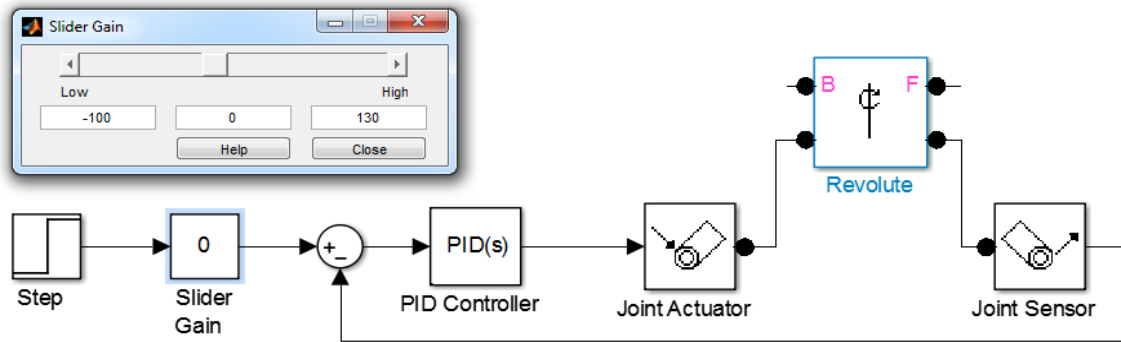 Slider Gain
Low High
-100 0 130
Help Close
B F
Revolute
0
+
-
PID(s)
Step
Slider
Gain
PID Controller
Joint Actuator
Joint Sensor